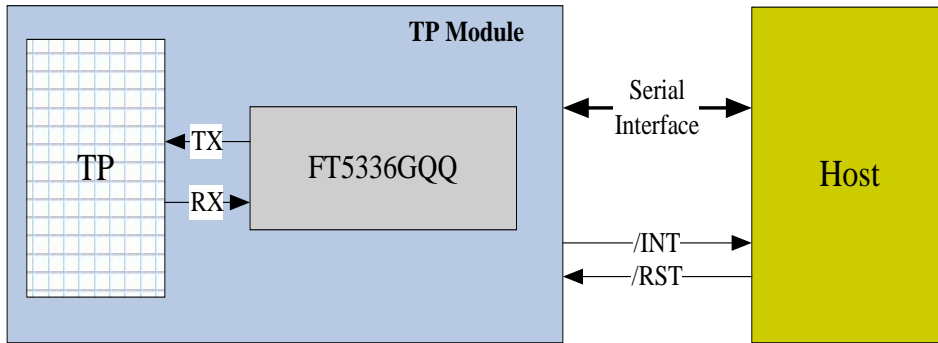 TP Module
TP
TX
RX
FT5336GQQ
Serial
Interface
/INT
/RST
Host